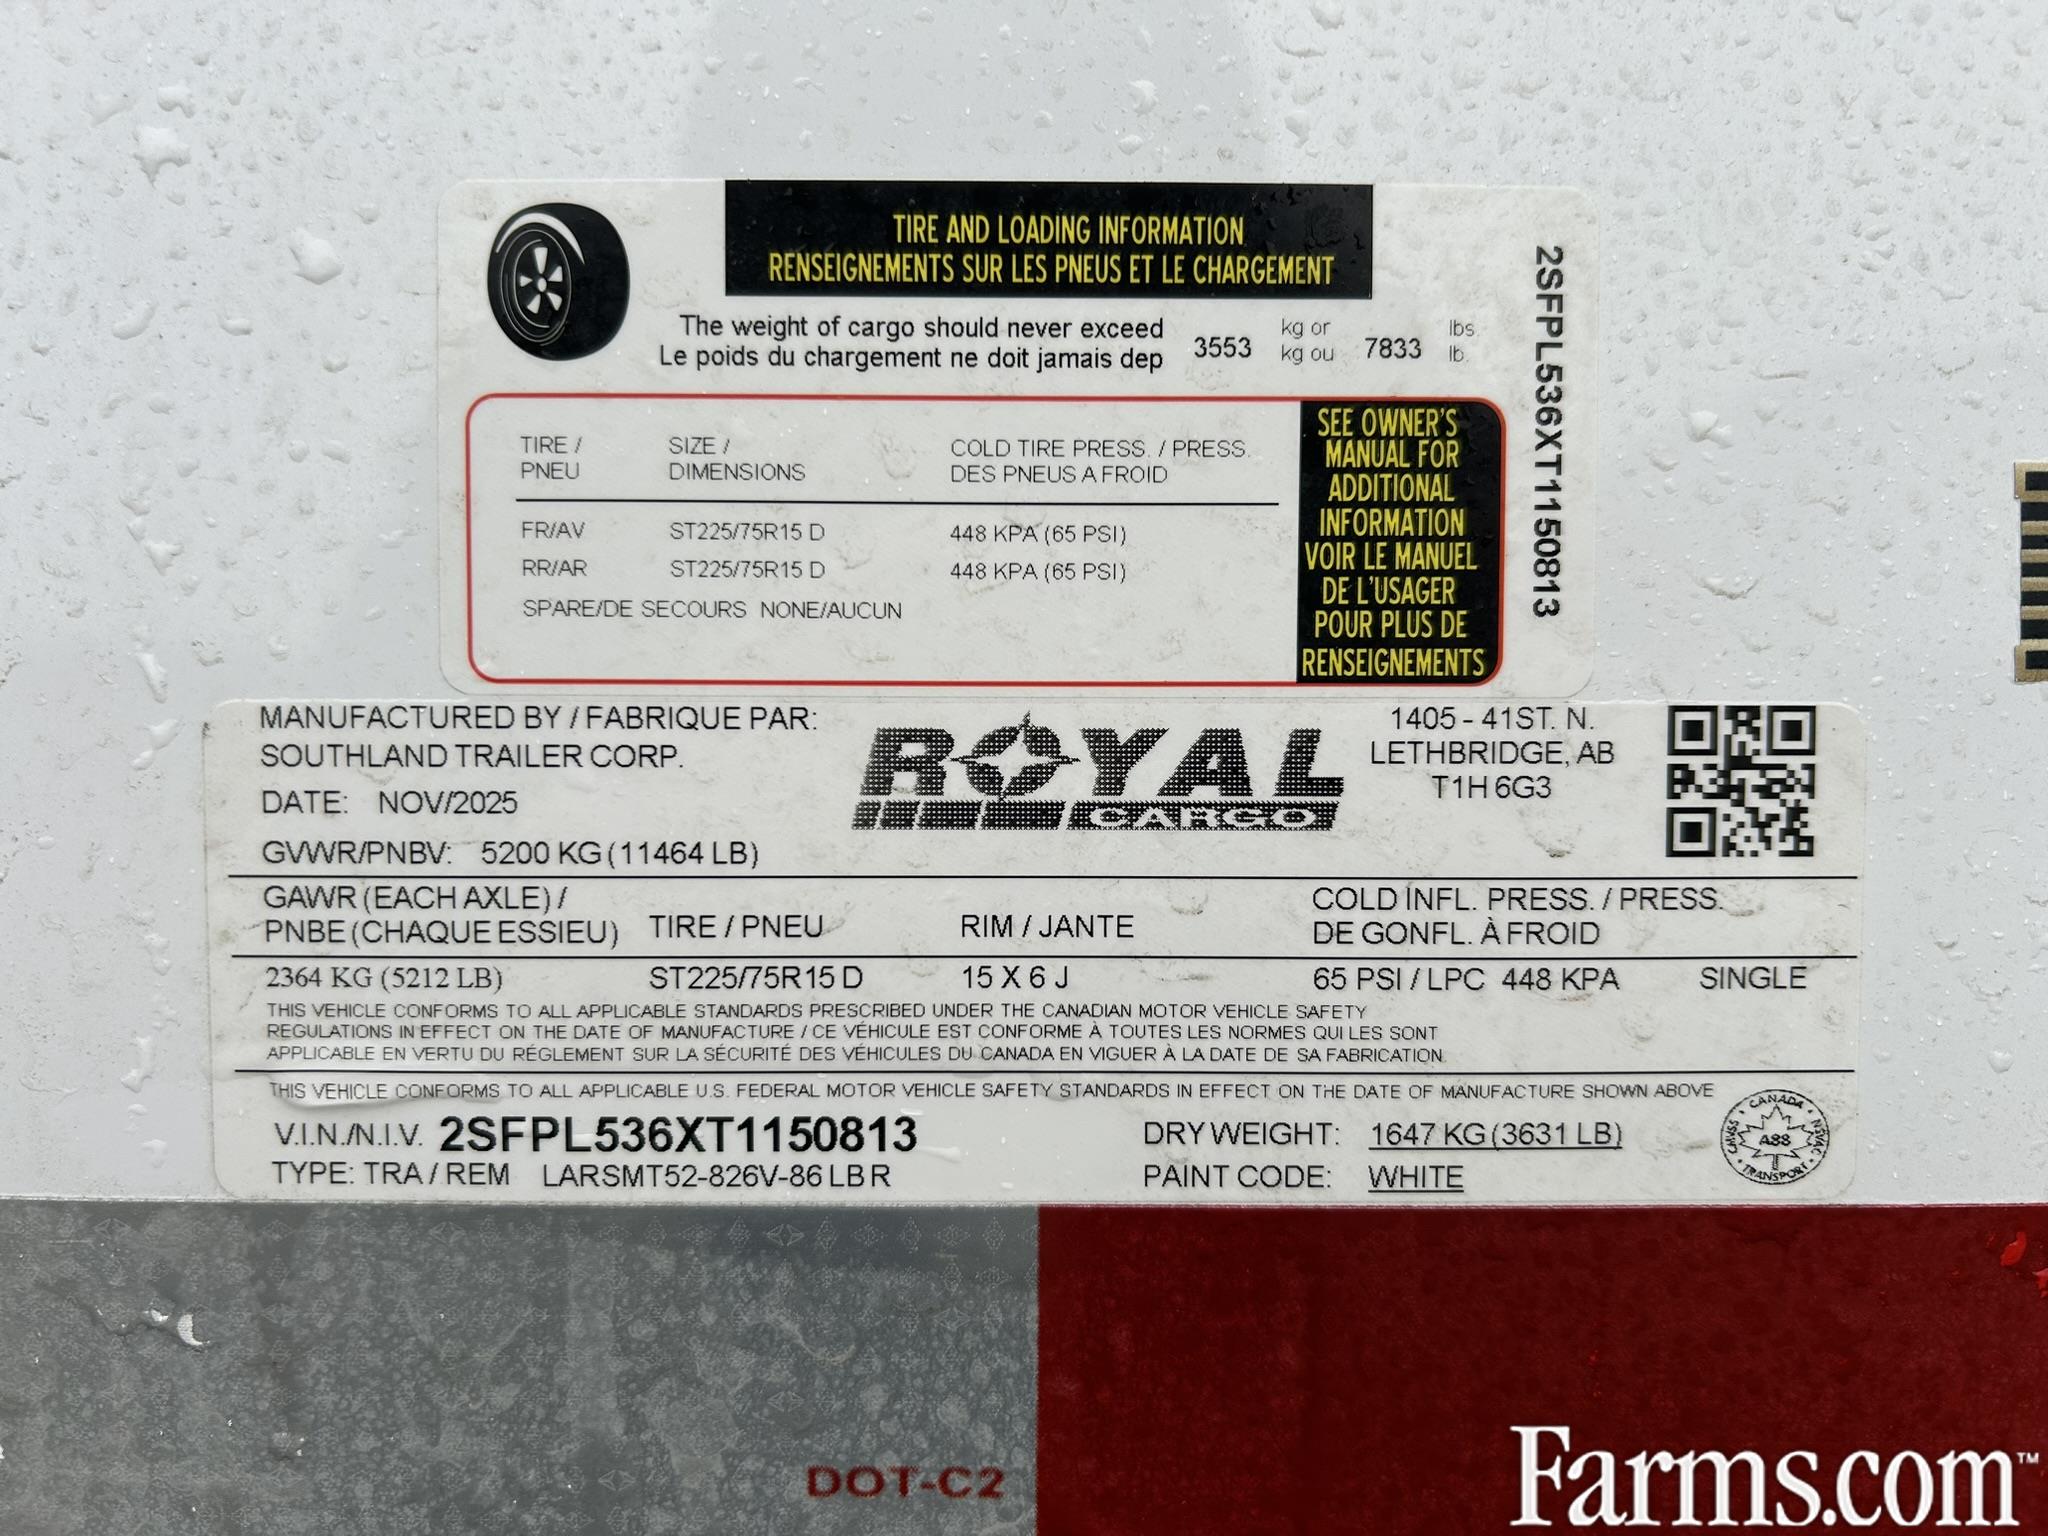 TIRE AND LOADING INFORMATION
RENSEIGNEMENTS SUR LES PNEUS ET LE CHARGEMENT
The weight of cargo should never exceed 3553 kg or 7833 lbs.
Le poids du chargement ne doit jamais dep kg ou lb.
2SFPL536XT1150813
TIRE / SIZE / COLD TIRE PRESS. / PRESS.
PNEU DIMENSIONS DES PNEUS A FROID
FR/AV ST225/75R15 D 448 KPA (65 PSI)
RR/AR ST225/75R15 D 448 KPA (65 PSI)
SPARE/DE SECOURS NONE/AUCUN
SEE OWNER'S
MANUAL FOR
ADDITIONAL
INFORMATION
VOIR LE MANUEL
DE L'USAGER
POUR PLUS DE
RENSEIGNEMENTS
MANUFACTURED BY / FABRIQUE PAR:
SOUTHLAND TRAILER CORP.
DATE: NOV/2025
GVWR/PNBV: 5200 KG (11464 LB)
ROYAL
CARGO
1405 - 41ST. N.
LETHBRIDGE, AB
T1H 6G3
GAWR (EACH AXLE) /
PNBE (CHAQUE ESSIEU) TIRE / PNEU RIM / JANTE
COLD INFL. PRESS. / PRESS.
DE GONFL. À FROID
2364 KG (5212 LB) ST225/75R15 D 15 X 6 J 65 PSI / LPC 448 KPA SINGLE
THIS VEHICLE CONFORMS TO ALL APPLICABLE STANDARDS PRESCRIBED UNDER THE CANADIAN MOTOR VEHICLE SAFETY
REGULATIONS IN EFFECT ON THE DATE OF MANUFACTURE / CE VÉHICULE EST CONFORME À TOUTES LES NORMES QUI LES SONT
APPLICABLE EN VERTU DU RÉGLEMENT SUR LA SÉCURITÉ DES VÉHICULES DU CANADA EN VIGUER À LA DATE DE SA FABRICATION
THIS VEHICLE CONFORMS TO ALL APPLICABLE U.S. FEDERAL MOTOR VEHICLE SAFETY STANDARDS IN EFFECT ON THE DATE OF MANUFACTURE SHOWN ABOVE
V.I.N./N.I.V. 2SFPL536XT1150813 DRY WEIGHT: 1647 KG (3631 LB)
TYPE: TRA / REM LARSMT52-826V-86 LB R PAINT CODE: WHITE
CANADA
CMVSS A88 NSVAC
TRANSPORT
DOT-C2
Farms.com™